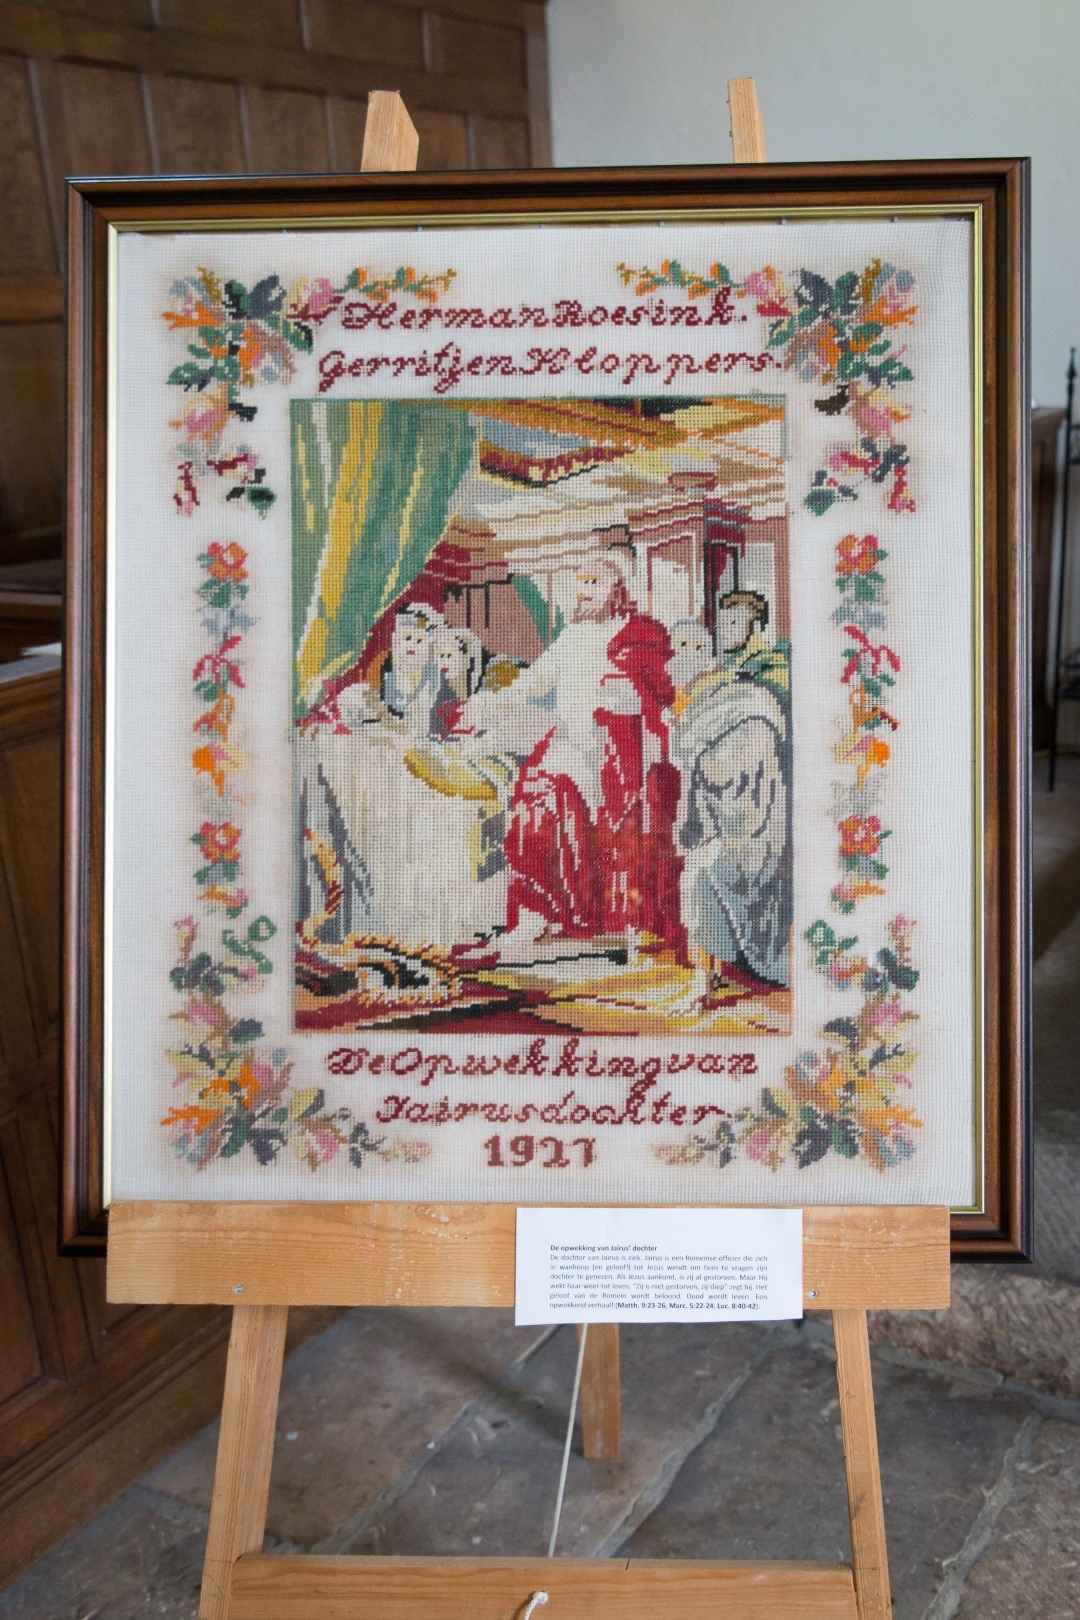 Herman Roesink.
Gerritjen Kloppers.
De Opwekking van
Jairus dochter
1927
De opwekking van Jaïrus' dochter
De dochter van Jaïrus is ziek. Jaïrus is een Romeinse officier die zich
in wanhoop (en geloof!) tot Jezus wendt om hem te vragen zijn
dochter te genezen. Als Jezus aankomt, is zij al gestorven. Maar Hij
wekt haar weer tot leven. "Zij is niet gestorven, zij sliep" zegt hij. Het
geloof van de Romein wordt beloond. Dood wordt leven. Een
opwekkend verhaal! (Matth. 9:23-26, Marc. 5:22-24; Luc. 8:40-42).